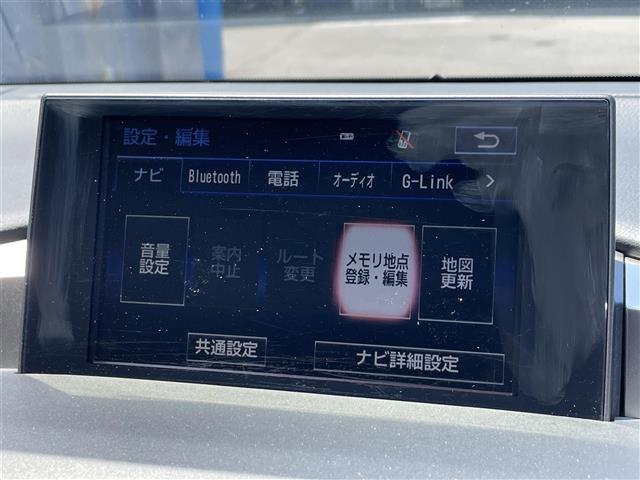 設定・編集
ナビ Bluetooth 電話 オーディオ G-Link
音量
設定
案内
中止
ルート
変更
メモリ地点
登録・編集
地図
更新
共通設定 ナビ詳細設定